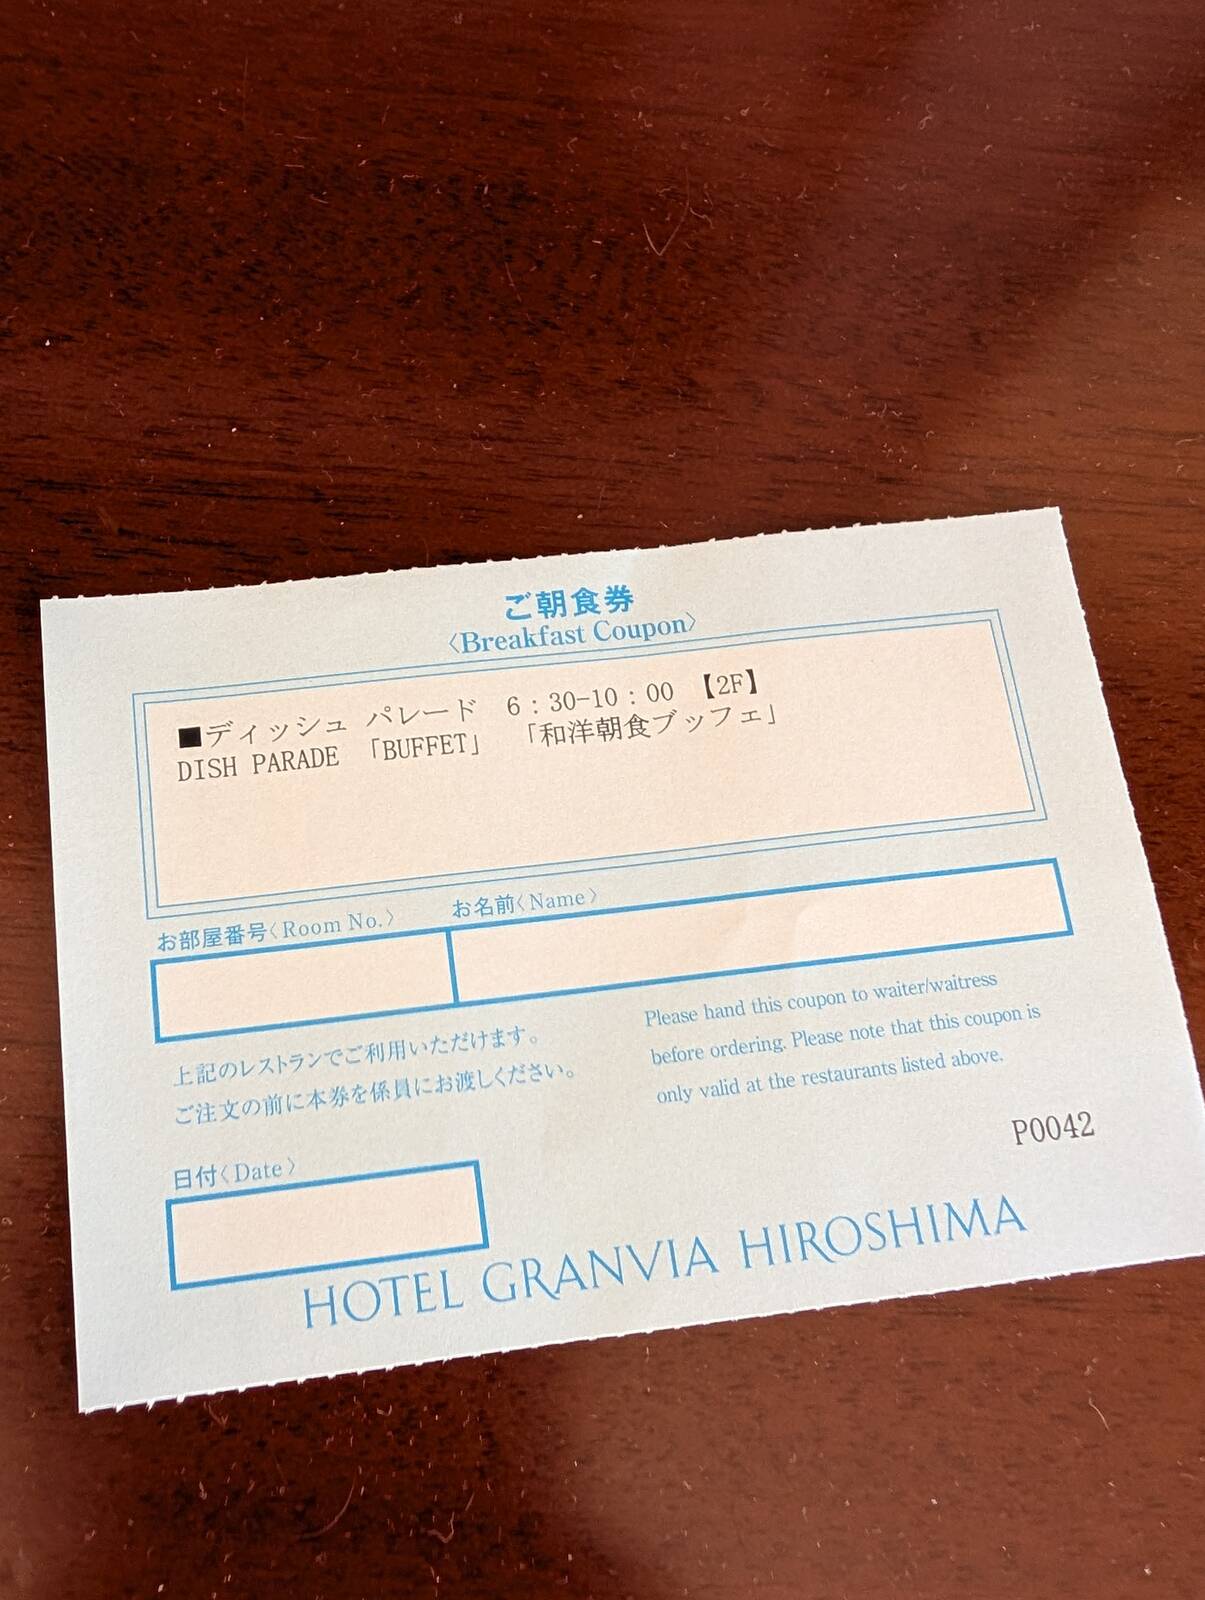 ご朝食券
〈Breakfast Coupon〉
■ディッシュ パレード 6：30-10：00 【2F】
DISH PARADE 「BUFFET」 「和洋朝食ブッフェ」
お部屋番号〈Room No.〉 お名前〈Name〉
上記のレストランでご利用いただけます。
ご注文の前に本券を係員にお渡しください。
Please hand this coupon to waiter/waitress
before ordering. Please note that this coupon is
only valid at the restaurants listed above.
P0042
日付〈Date〉
HOTEL GRANVIA HIROSHIMA